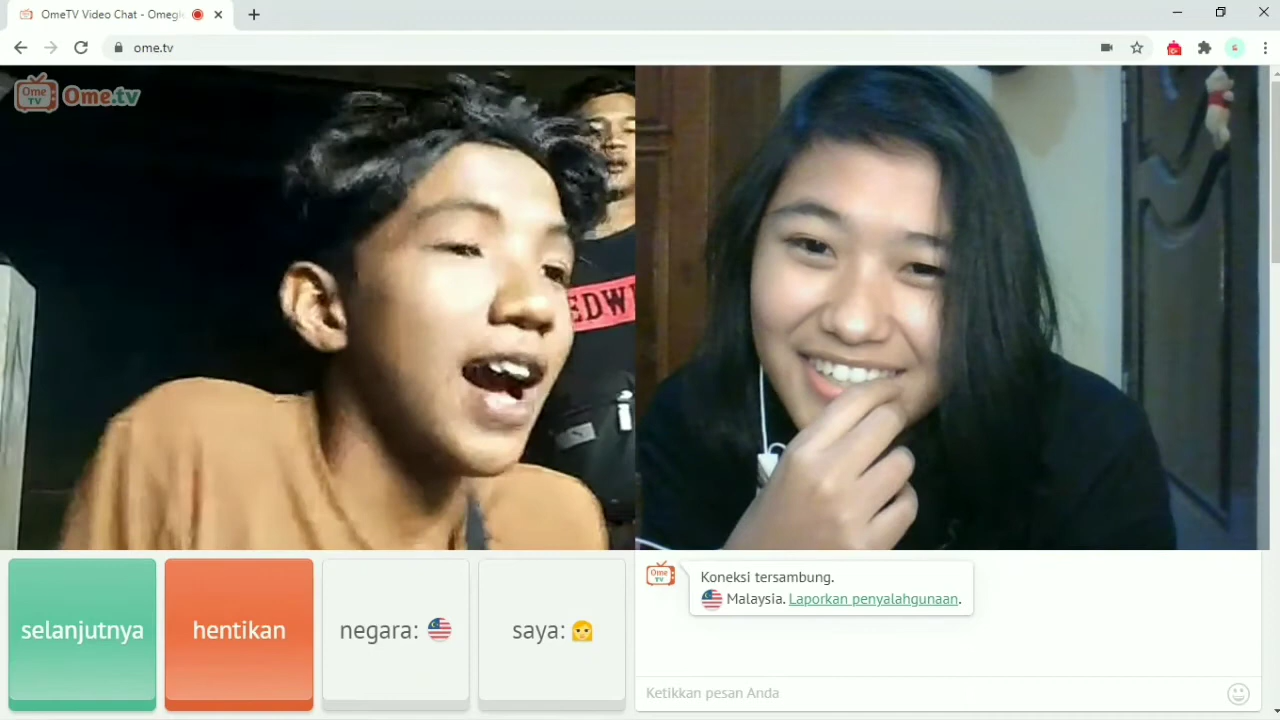 OmeTV Video Chat - Omegl
ome.tv
Ome TV Ome.tv
EDWI
selanjutnya
hentikan
negara:
saya:
Ome TV
Koneksi tersambung.
Malaysia. Laporkan penyalahgunaan.
Ketikkan pesan Anda